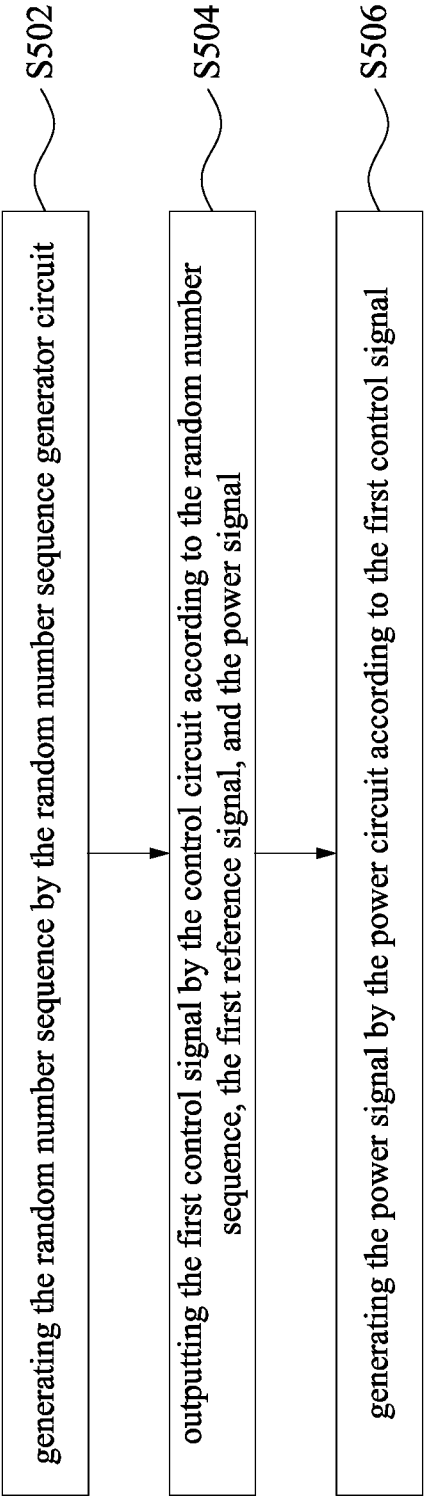 generating the random number sequence by the random number sequence generator circuit
S502
outputting the first control signal by the control circuit according to the random number
sequence, the first reference signal, and the power signal
S504
generating the power signal by the power circuit according to the first control signal
S506